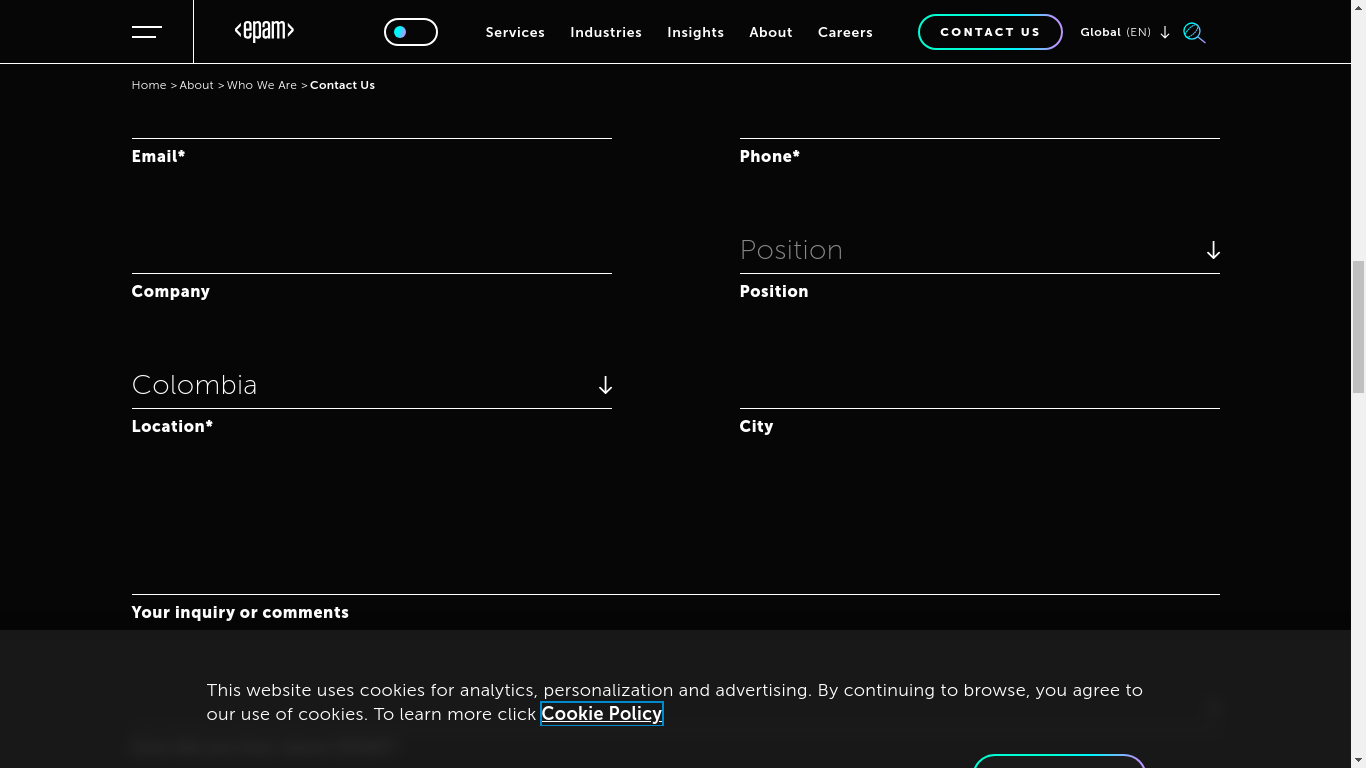 <epam>
Services
Industries
Insights
About
Careers
CONTACT US
Global (EN)
Home > About > Who We Are > Contact Us
Email*
Phone*
Position
Company
Position
Colombia
Location*
City
Your inquiry or comments
This website uses cookies for analytics, personalization and advertising. By continuing to browse, you agree to
our use of cookies. To learn more click Cookie Policy